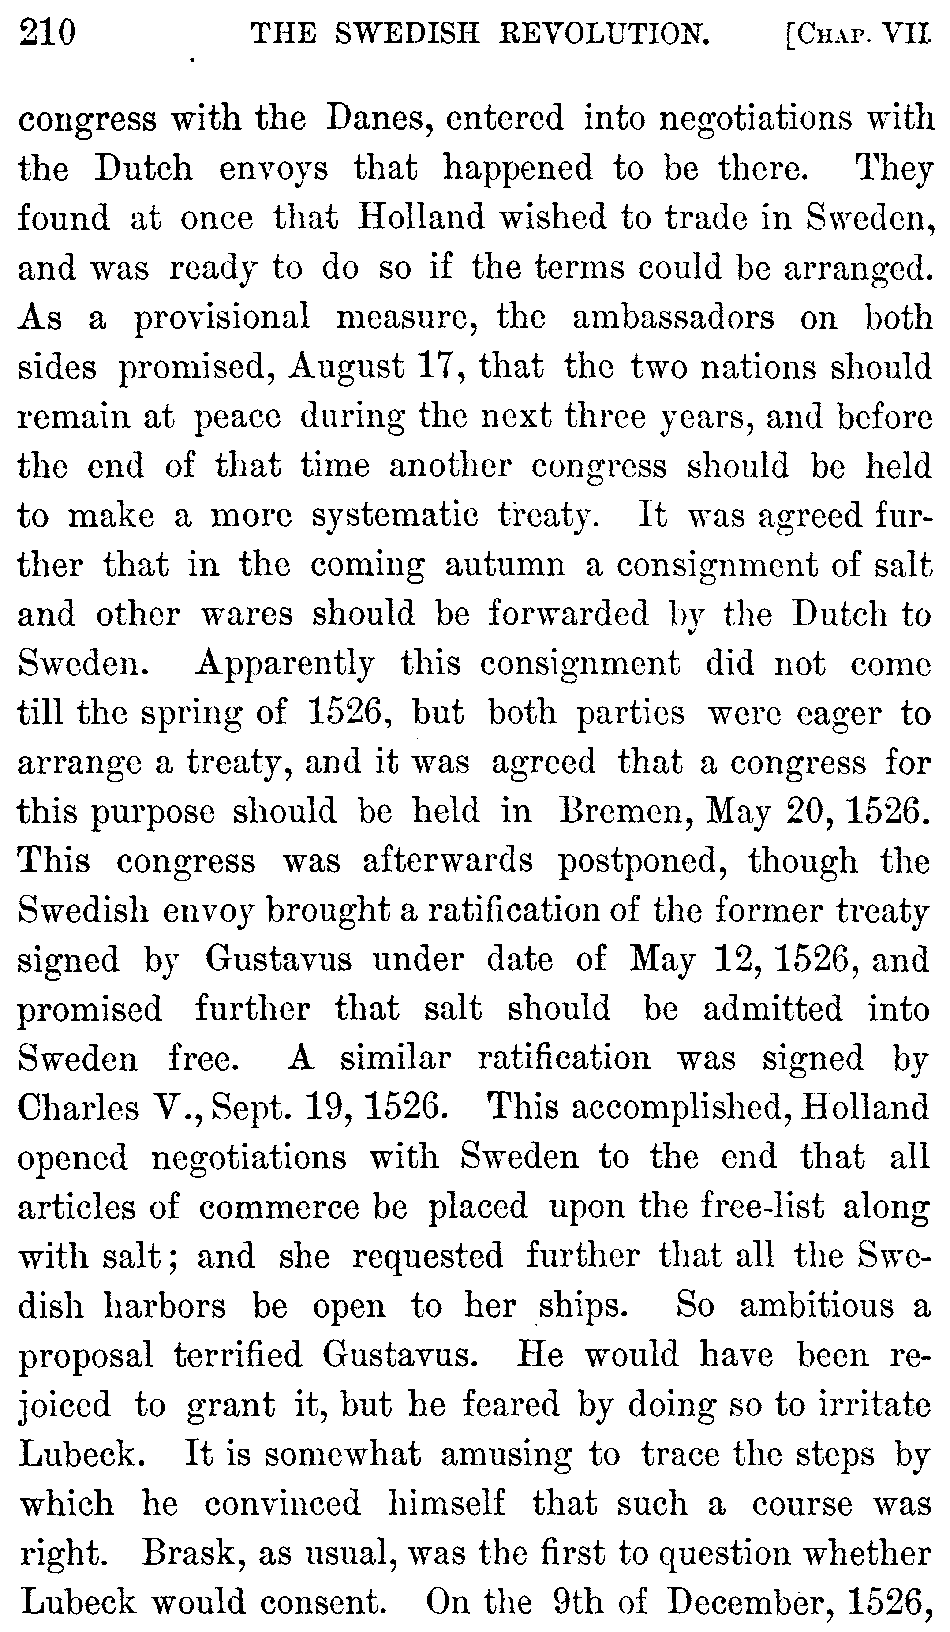 210 THE SWEDISH REVOLUTION. [CHAP. VII.
congress with the Danes, entered into negotiations with
the Dutch envoys that happened to be there. They
found at once that Holland wished to trade in Sweden,
and was ready to do so if the terms could be arranged.
As a provisional measure, the ambassadors on both
sides promised, August 17, that the two nations should
remain at peace during the next three years, and before
the end of that time another congress should be held
to make a more systematic treaty. It was agreed fur-
ther that in the coming autumn a consignment of salt
and other wares should be forwarded by the Dutch to
Sweden. Apparently this consignment did not come
till the spring of 1526, but both parties were eager to
arrange a treaty, and it was agreed that a congress for
this purpose should be held in Bremen, May 20, 1526.
This congress was afterwards postponed, though the
Swedish envoy brought a ratification of the former treaty
signed by Gustavus under date of May 12, 1526, and
promised further that salt should be admitted into
Sweden free. A similar ratification was signed by
Charles V., Sept. 19, 1526. This accomplished, Holland
opened negotiations with Sweden to the end that all
articles of commerce be placed upon the free-list along
with salt; and she requested further that all the Swe-
dish harbors be open to her ships. So ambitious a
proposal terrified Gustavus. He would have been re-
joiced to grant it, but he feared by doing so to irritate
Lubeck. It is somewhat amusing to trace the steps by
which he convinced himself that such a course was
right. Brask, as usual, was the first to question whether
Lubeck would consent. On the 9th of December, 1526,